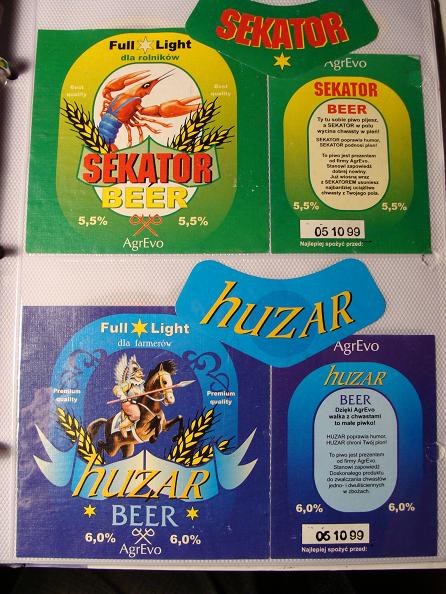 SEKATOR
Full Light
dla rolników
Best
quality
Best
quality
SEKATOR
BEER
5,5%
5,5%
AgrEvo
AgrEvo
SEKATOR
BEER
Ty tu sobie piwo pijesz,
a SEKATOR w polu
wycina chwasty w pień!
SEKATOR poprawia humor,
SEKATOR podnosi plon!
To piwo jest prezentem
od firmy AgrEvo.
Stanowi zapowiedź
dobrej nowiny.
Już wiosną wraz
z SEKATOREM usuniesz
najbardziej uciążliwe
chwasty z Twojego pola.
5,5%
5,5%
05 10 99
Najlepiej spożyć przed:
HUZAR
Full Light
dla farmerów
Premium
quality
Premium
quality
HUZAR
BEER
6,0%
6,0%
AgrEvo
AgrEvo
HUZAR
BEER
Dzięki AgrEvo
walka z chwastami
to małe piwko!
HUZAR poprawia humor,
HUZAR chroni Twój plon!
To piwo jest prezentem
od firmy AgrEvo.
Stanowi zapowiedź
Doskonałego produktu
do zwalczania chwastów
jedno- i dwuliściennych
w zbożach.
6,0%
6,0%
05 10 99
Najlepiej spożyć przed: